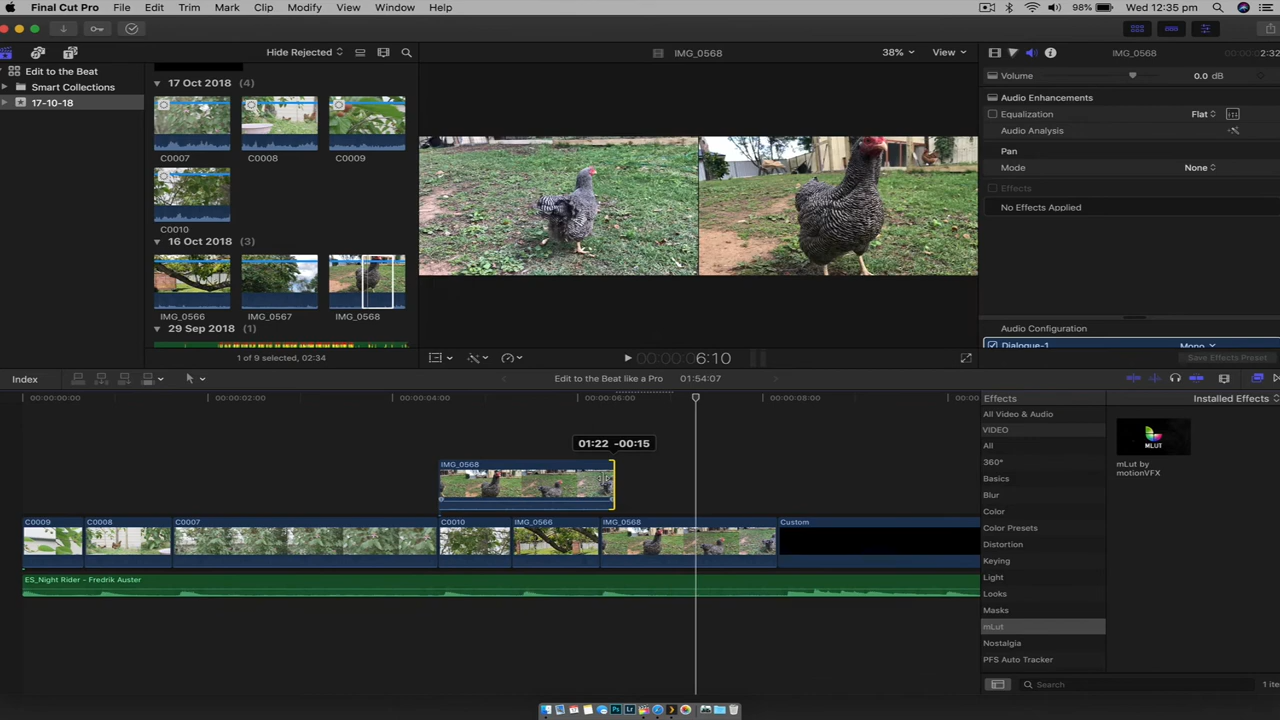 Final Cut Pro File Edit Trim Mark Clip Modify View Window Help 98% Wed 12:35 pm
Hide Rejected
IMG_0568
38%
View
IMG_0568
2:32
Edit to the Beat
Smart Collections
17-10-18
17 Oct 2018 (4)
C0007
C0008
C0009
C0010
16 Oct 2018 (3)
IMG_0566
IMG_0567
IMG_0568
29 Sep 2018 (1)
1 of 9 selected, 02:34
00:00:00:06:10
Volume
0.0 dB
Audio Enhancements
Equalization
Flat
Audio Analysis
Pan
Mode
None
Effects
No Effects Applied
Audio Configuration
Dialogue-1
Mono
Save Effects Preset
Index
Edit to the Beat like a Pro
01:54:07
00:00:00:00
00:00:02:00
00:00:04:00
00:00:06:00
00:00:08:00
01:22 -00:15
IMG_0568
C0009
C0008
C0007
C0010
IMG_0566
IMG_0568
Custom
ES_Night Rider - Fredrik Auster
Effects
Installed Effects
All Video & Audio
VIDEO
All
360°
Basics
Blur
Color
Color Presets
Distortion
Keying
Light
Looks
Masks
mLut
Nostalgia
PFS Auto Tracker
MLUT
mLut by
motionVFX
Search
1 ite